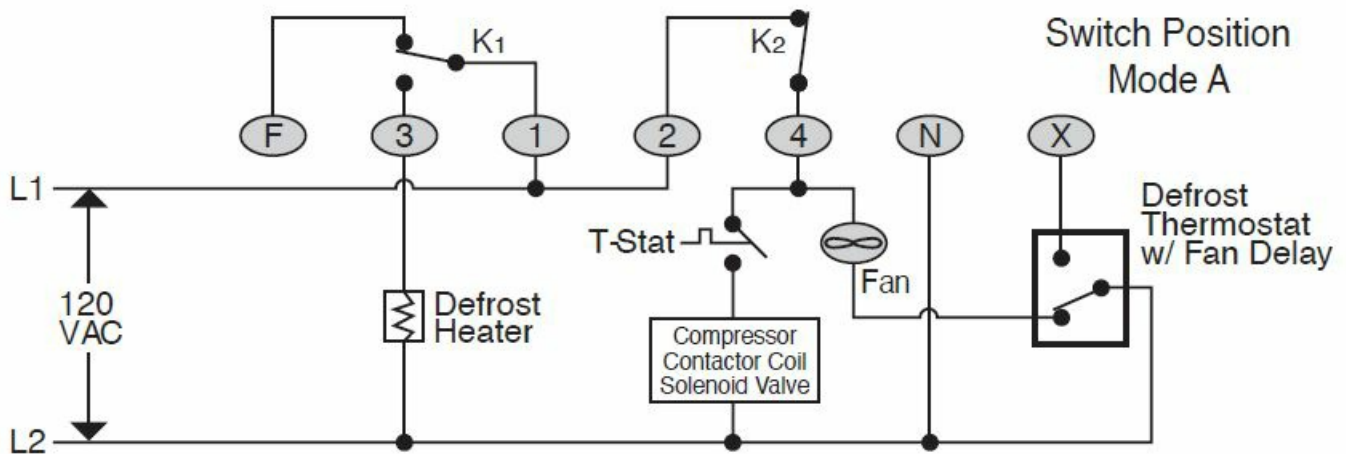 Switch Position
Mode A
K1
K2
F
3
1
2
4
N
X
L1
Defrost
Thermostat
w/ Fan Delay
T-Stat
Fan
120
VAC
Defrost
Heater
Compressor
Contactor Coil
Solenoid Valve
L2